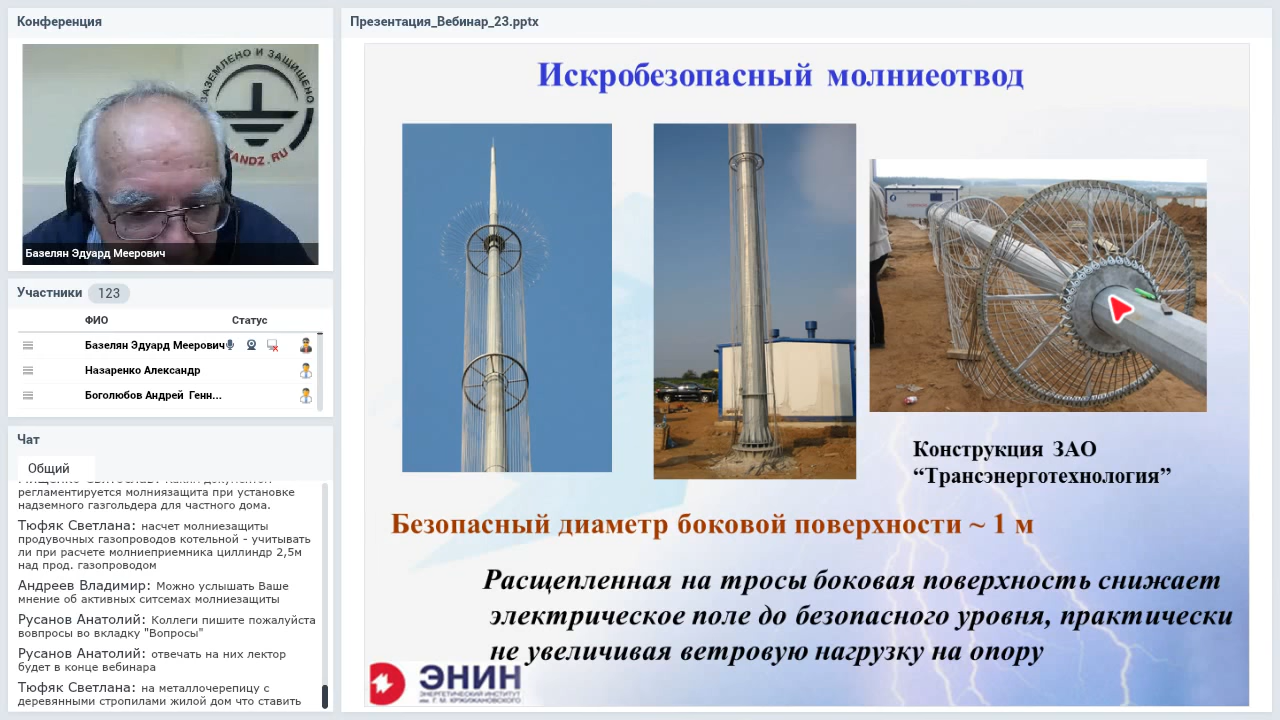 Конференция
ЗАЗЕМЛЕНО И ЗАЩИЩЕНО
ANDZ.RU
Базелян Эдуард Меерович
Участники 123
ФИО Статус
Базелян Эдуард Меерович
Назаренко Александр
Боголюбов Андрей Генн...
Чат
Общий
регламентируется молниязащита при установке
надземного газгольдера для частного дома.
Тюфяк Светлана: насчет молниезащиты
продувочных газопроводов котельной - учитывать
ли при расчете молниеприемника циллиндр 2,5м
над прод. газопроводом
Андреев Владимир: Можно услышать Ваше
мнение об активных ситсемах молниезащиты
Русанов Анатолий: Коллеги пишите пожалуйста
вовпросы во вкладку "Вопросы"
Русанов Анатолий: отвечать на них лектор
будет в конце вебинара
Тюфяк Светлана: на металлочерепицу с
деревянными стропилами жилой дом что ставить
Презентация_Вебинар_23.pptx
Искробезопасный молниеотвод
Конструкция ЗАО
“Трансэнерготехнология”
Безопасный диаметр боковой поверхности ~ 1 м
Расщепленная на тросы боковая поверхность снижает
электрическое поле до безопасного уровня, практически
не увеличивая ветровую нагрузку на опору
ЭНИН
ЭНЕРГЕТИЧЕСКИЙ ИНСТИТУТ
им. Г. М. КРЖИЖАНОВСКОГО